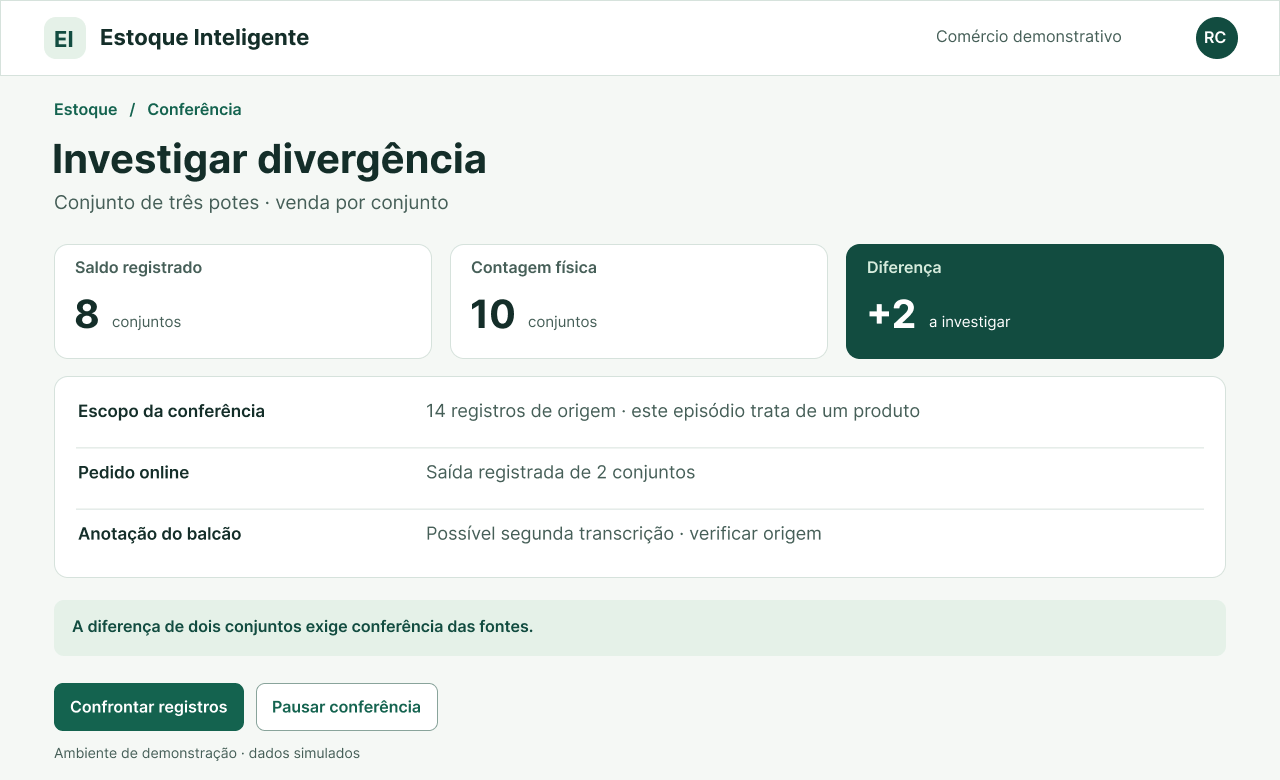 EI Estoque Inteligente Comércio demonstrativo RC
Estoque / Conferência
Investigar divergência
Conjunto de três potes · venda por conjunto
Saldo registrado
8 conjuntos
Contagem física
10 conjuntos
Diferença
+2 a investigar
Escopo da conferência 14 registros de origem · este episódio trata de um produto
Pedido online Saída registrada de 2 conjuntos
Anotação do balcão Possível segunda transcrição · verificar origem
A diferença de dois conjuntos exige conferência das fontes.
Confrontar registros Pausar conferência
Ambiente de demonstração · dados simulados